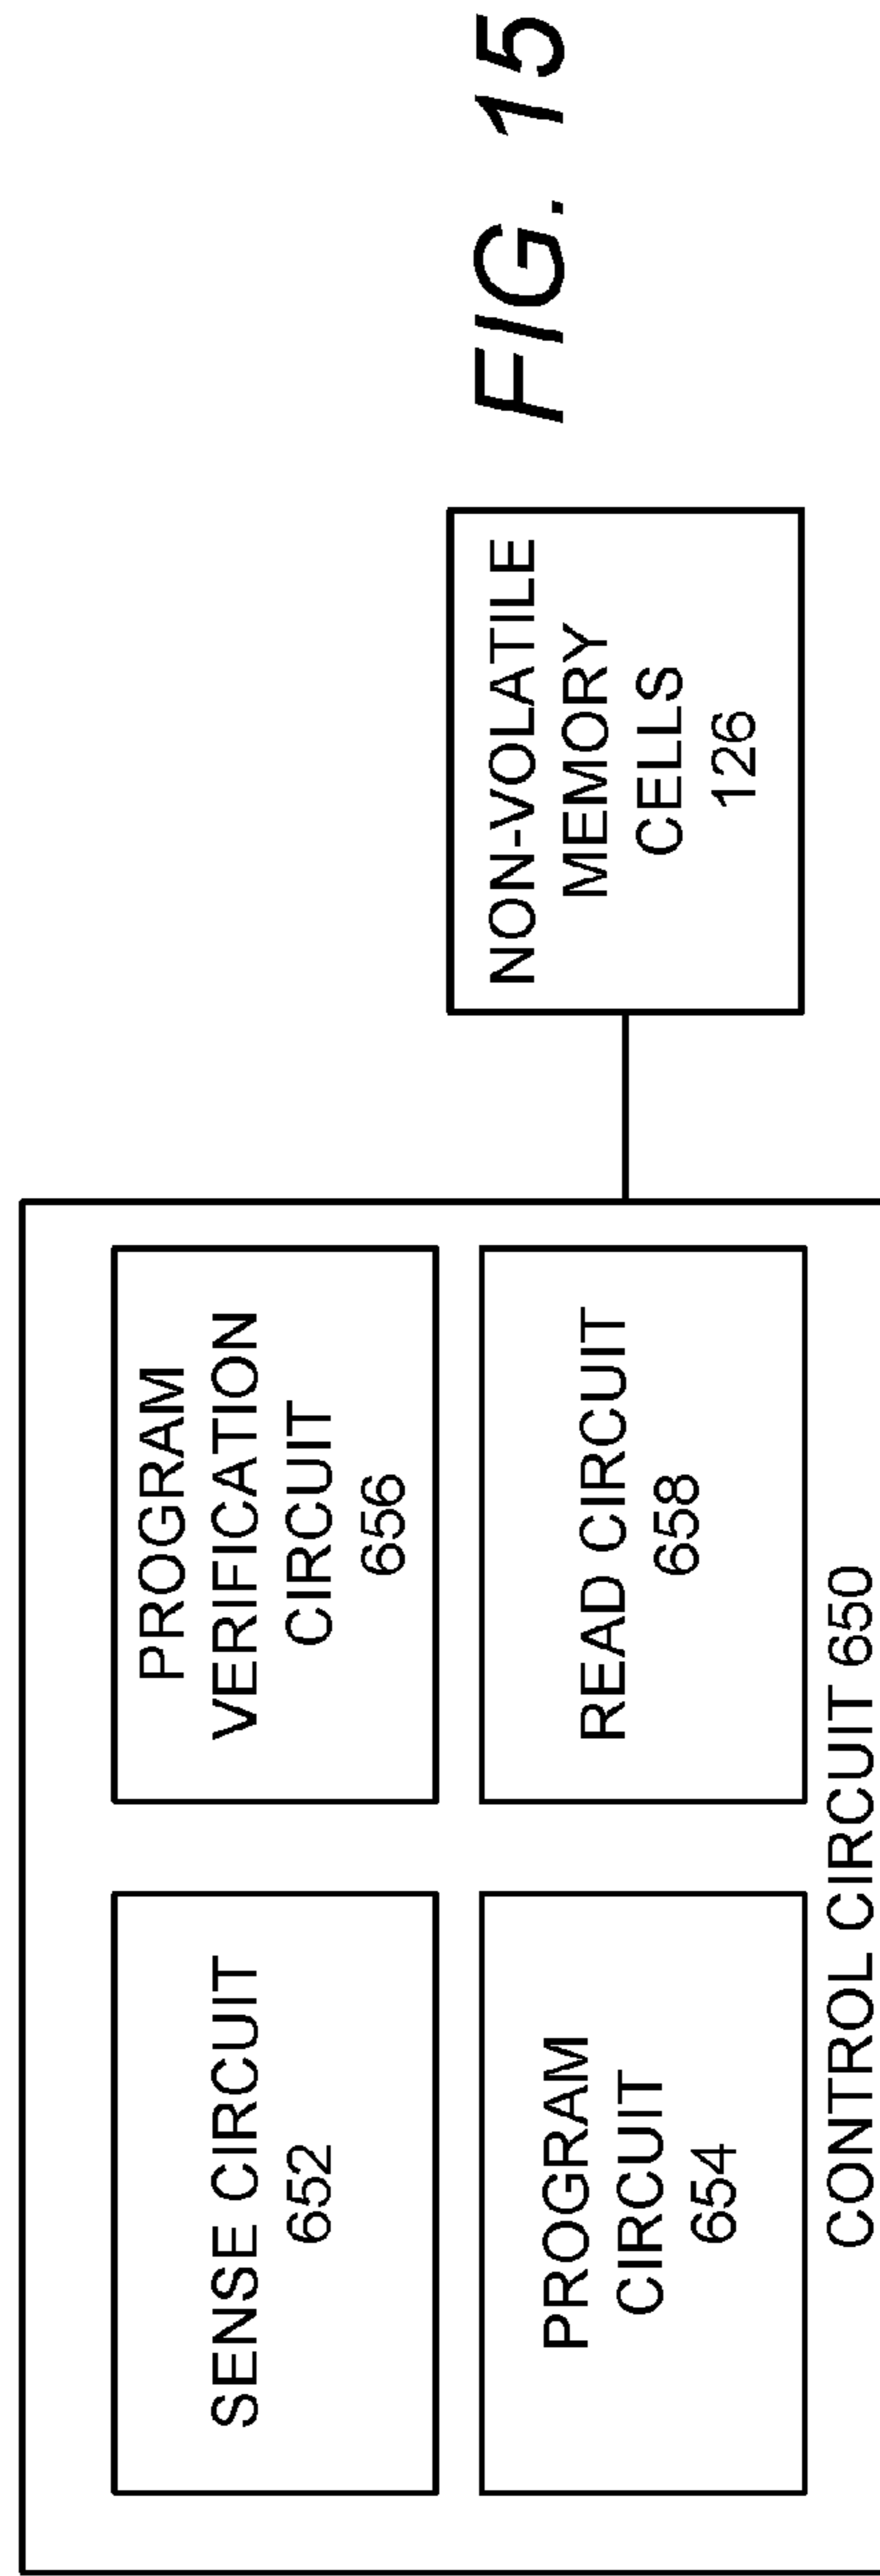 SENSE CIRCUIT
652
PROGRAM
VERIFICATION
CIRCUIT
656
PROGRAM
CIRCUIT
654
READ CIRCUIT
658
CONTROL CIRCUIT 650
NON-VOLATILE
MEMORY
CELLS
126
FIG. 15